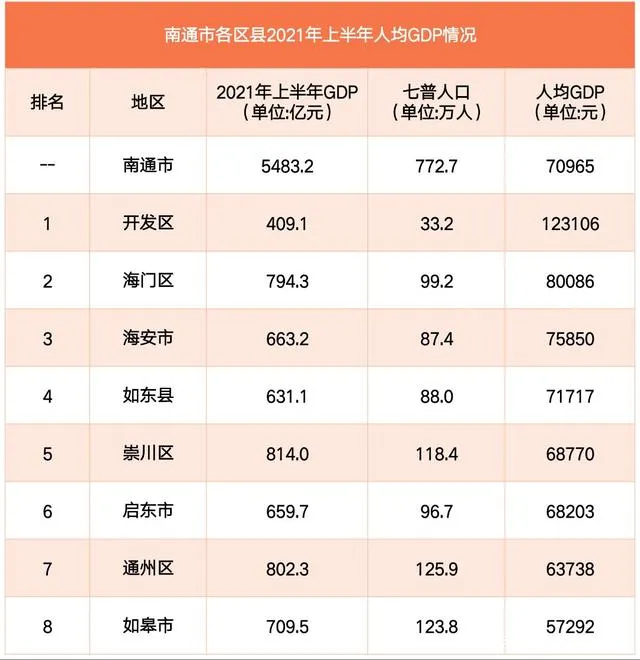 南通市各区县2021年上半年人均GDP情况
排名 地区 2021年上半年GDP（单位:亿元） 七普人口（单位:万人） 人均GDP（单位:元）
-- 南通市 5483.2 772.7 70965
1 开发区 409.1 33.2 123106
2 海门区 794.3 99.2 80086
3 海安市 663.2 87.4 75850
4 如东县 631.1 88.0 71717
5 崇川区 814.0 118.4 68770
6 启东市 659.7 96.7 68203
7 通州区 802.3 125.9 63738
8 如皋市 709.5 123.8 57292